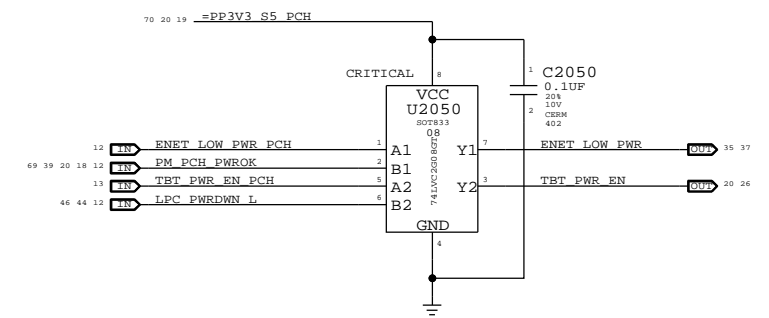 70 20 19 =PP3V3_S5_PCH
CRITICAL 8
1 C2050
0.1UF
20%
10V
2 CERM
402
VCC
U2050
SOT833
08
74LVC2G08GT
12 IN ENET_LOW_PWR_PCH 1 A1 Y1 7 ENET_LOW_PWR OUT 35 37
69 39 20 18 12 IN PM_PCH_PWROK 2 B1
13 IN TBT_PWR_EN_PCH 5 A2 Y2 3 TBT_PWR_EN OUT 20 26
46 44 12 IN LPC_PWRDWN_L 6 B2
GND
4